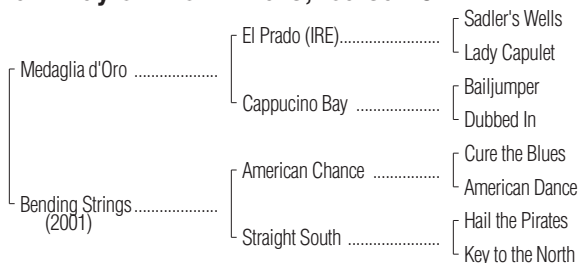 Sadler's Wells
El Prado (IRE)....................
Lady Capulet
Medaglia d'Oro .................
Bailjumper
Cappucino Bay .................
Dubbed In
Cure the Blues
American Chance ..............
American Dance
Bending Strings .................
(2001)
Hail the Pirates
Straight South ...................
Key to the North